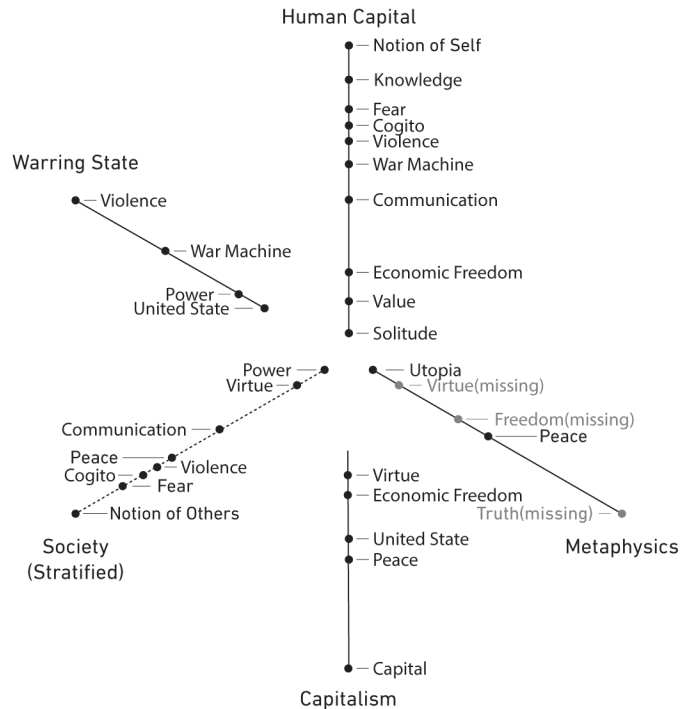 Human Capital
Notion of Self
Knowledge
Fear
Cogito
Violence
War Machine
Communication
Economic Freedom
Value
Solitude
Warring State
Violence
War Machine
Power
United State
Power
Virtue
Communication
Peace
Violence
Cogito
Fear
Notion of Others
Society
(Stratified)
Utopia
Virtue(missing)
Freedom(missing)
Peace
Truth(missing)
Metaphysics
Virtue
Economic Freedom
United State
Peace
Capital
Capitalism